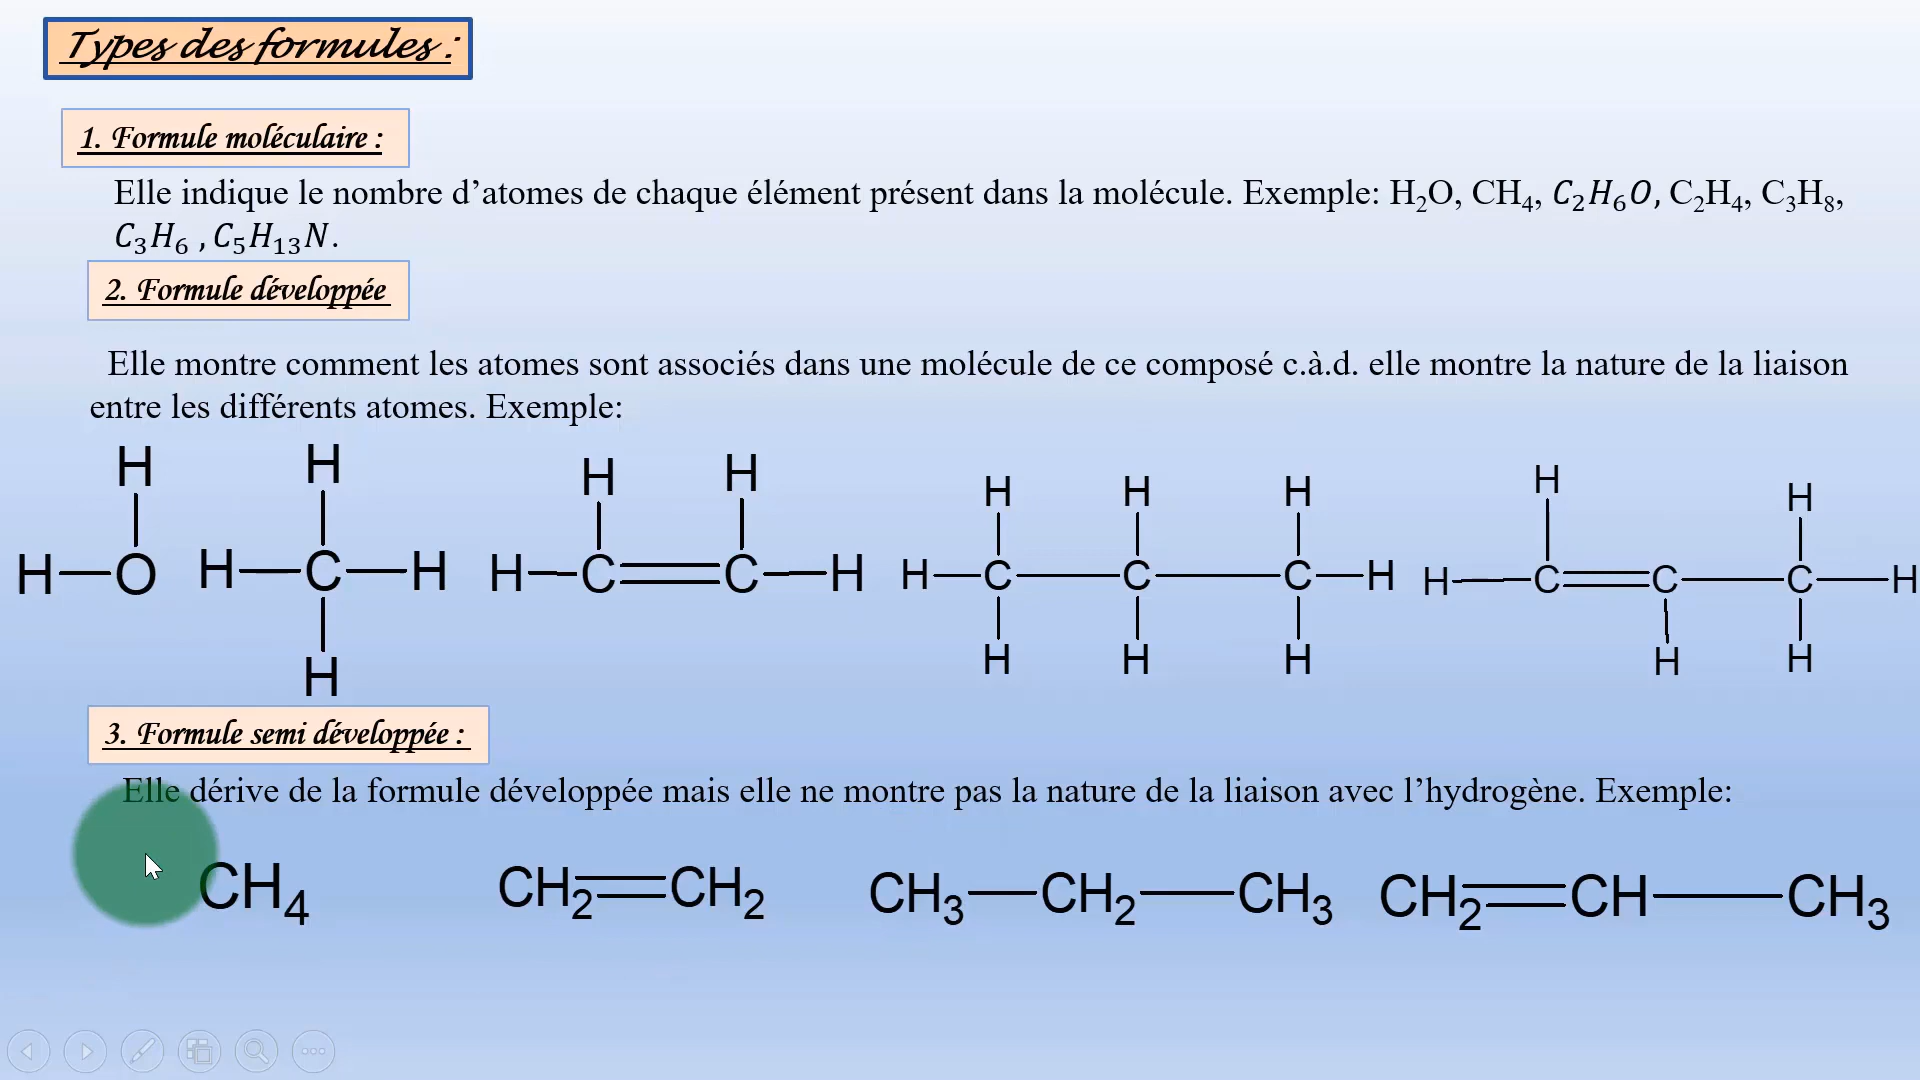 Types des formules :
1. Formule moléculaire :
Elle indique le nombre d’atomes de chaque élément présent dans la molécule. Exemple: H₂O, CH₄, C₂H₆O, C₂H₄, C₃H₈,
C₃H₆ , C₅H₁₃N.
2. Formule développée
Elle montre comment les atomes sont associés dans une molécule de ce composé c.à.d. elle montre la nature de la liaison
entre les différents atomes. Exemple:
H H H H H H H H H
H—O H—C—H H—C=C—H H—C—C—C—H H—C=C—C—H
H H H H H H
3. Formule semi développée :
Elle dérive de la formule développée mais elle ne montre pas la nature de la liaison avec l’hydrogène. Exemple:
CH₄ CH₂=CH₂ CH₃—CH₂—CH₃ CH₂=CH—CH₃